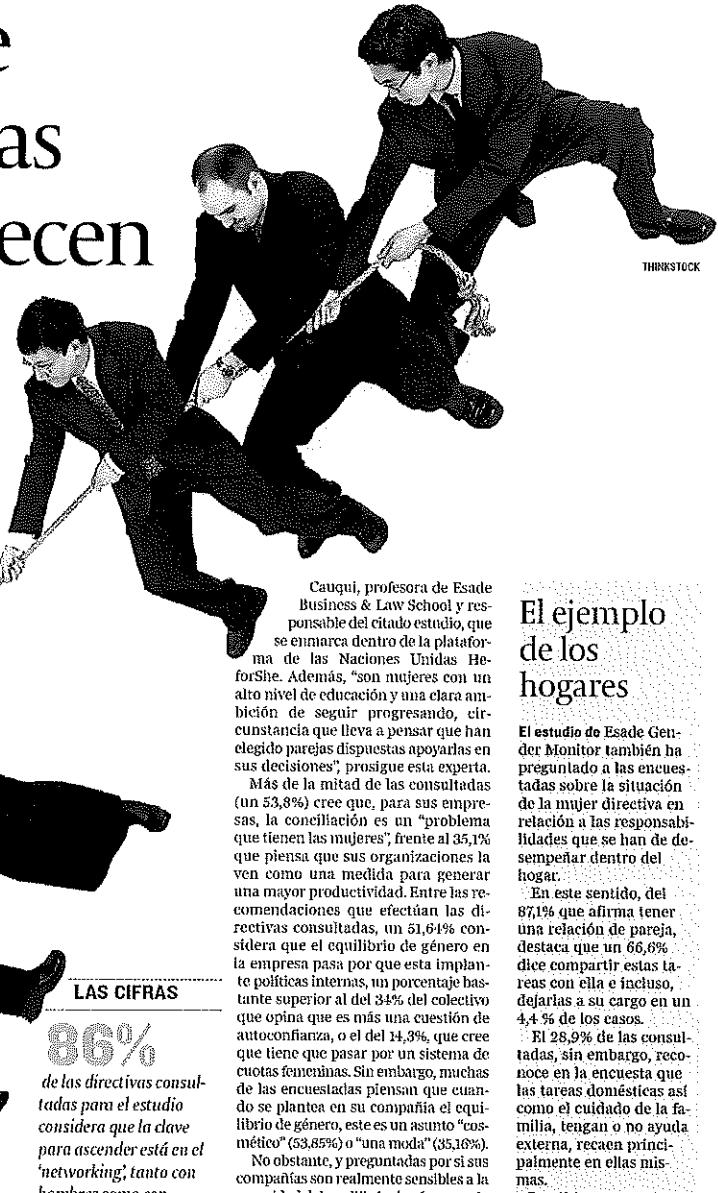 e
as
ecen
THINKSTOCK
Cauqui, profesora de Esade
Business & Law School y res-
ponsable del citado estudio, que
se enmarca dentro de la platafor-
ma de las Naciones Unidas He-
forShe. Además, “son mujeres con un
alto nivel de educación y una clara am-
bición de seguir progresando, cir-
cunstancia que lleva a pensar que han
elegido parejas dispuestas apoyarlas en
sus decisiones”, prosigue esta experta.
Más de la mitad de las consultadas
(un 53,8%) cree que, para sus empre-
sas, la conciliación es un “problema
que tienen las mujeres”, frente al 35,1%
que piensa que sus organizaciones la
ven como una medida para generar
una mayor productividad. Entre las re-
comendaciones que efectúan las di-
rectivas consultadas, un 51,64% con-
sidera que el equilibrio de género en
la empresa pasa por que esta implan-
te políticas internas, un porcentaje bas-
tante superior al del 34% del colectivo
que opina que es más una cuestión de
autoconfianza, o el del 14,3%, que cree
que tiene que pasar por un sistema de
cuotas femeninas. Sin embargo, muchas
de las encuestadas piensan que cuan-
do se plantea en su compañía el equi-
librio de género, este es un asunto “cos-
mético” (53,85%) o “una moda” (35,16%).
No obstante, y preguntadas por si sus
compañías son realmente sensibles a la
El ejemplo
de los
hogares
El estudio de Esade Gen-
der Monitor también ha
preguntado a las encues-
tadas sobre la situación
de la mujer directiva en
relación a las responsabi-
lidades que se han de de-
sempeñar dentro del
hogar.
En este sentido, del
87,1% que afirma tener
una relación de pareja,
destaca que un 66,6%
dice compartir estas ta-
reas con ella e incluso,
dejarlas a su cargo en un
4,4 % de los casos.
El 28,9% de las consul-
tadas, sin embargo, reco-
noce en la encuesta que
las tareas domésticas así
como el cuidado de la fa-
milia, tengan o no ayuda
externa, recaen princi-
palmente en ellas mis-
mas.
LAS CIFRAS
86%
de las directivas consul-
tadas para el estudio
considera que la clave
para ascender está en el
‘networking’, tanto con